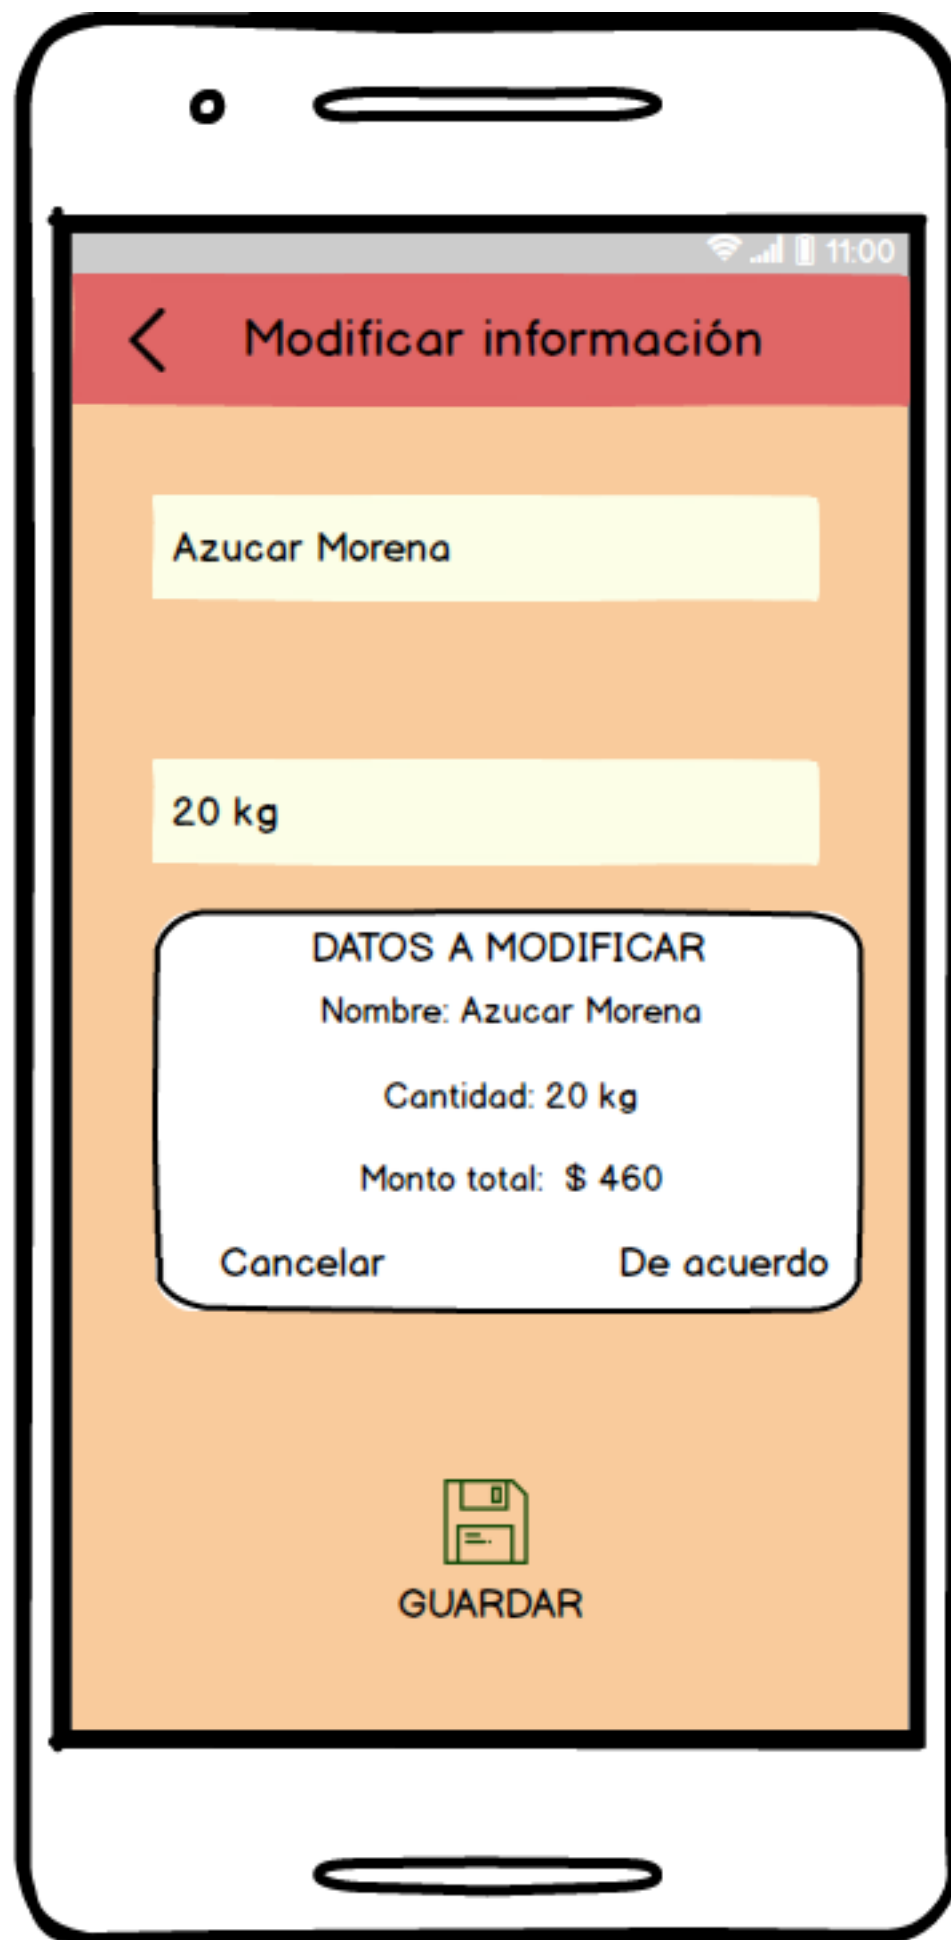 11:00
Modificar información
Azucar Morena
20 kg
DATOS A MODIFICAR
Nombre: Azucar Morena
Cantidad: 20 kg
Monto total: $ 460
Cancelar De acuerdo
GUARDAR